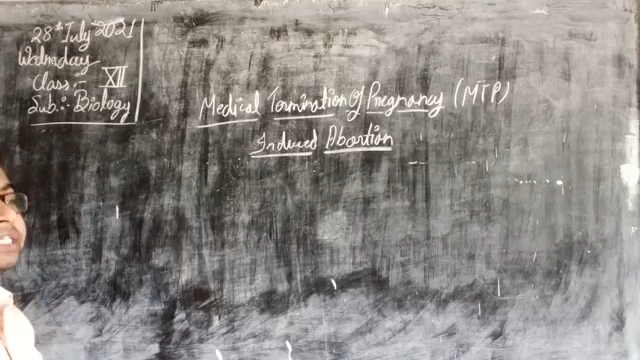 28th July 2021
Wednesday
Class:- XII
Sub:- Biology
Medical Termination Of Pregnancy (MTP)
Induced Abortion